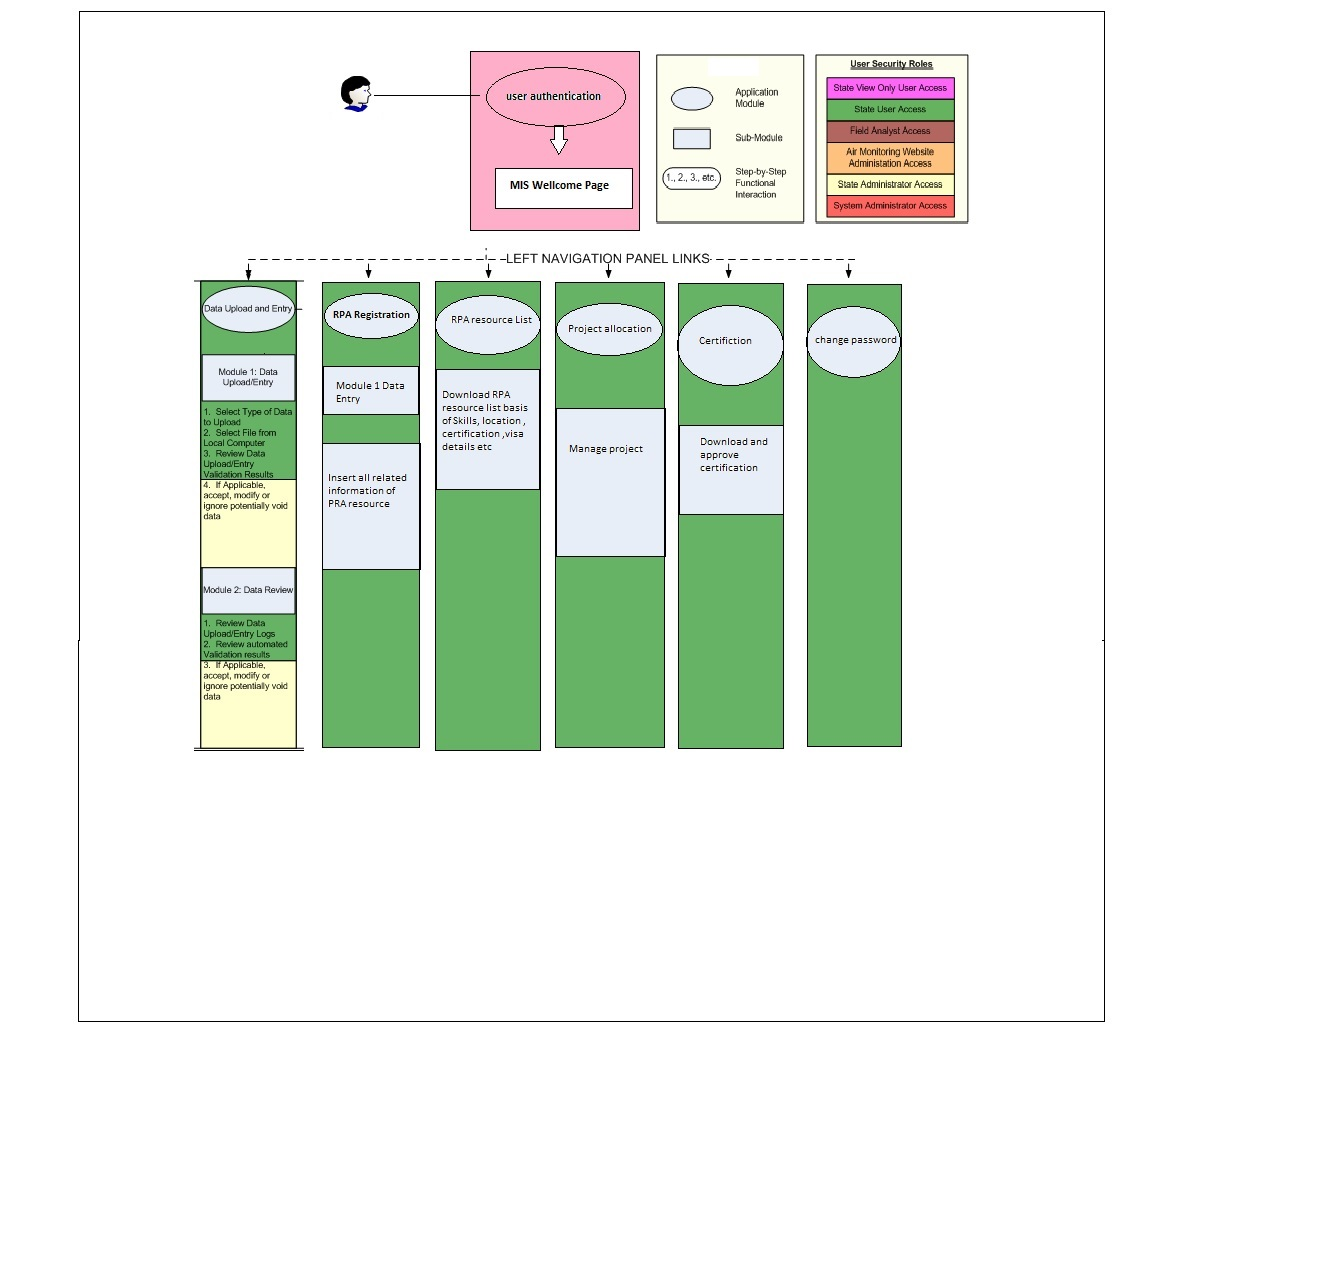 user authentication
MIS Wellcome Page
Application
Module
Sub-Module
1., 2., 3., etc.
Step-by-Step
Functional
Interaction
User Security Roles
State View Only User Access
State User Access
Field Analyst Access
Air Monitoring Website
Administation Access
State Administrator Access
System Administrator Access
LEFT NAVIGATION PANEL LINKS
Data Upload and Entry
Module 1: Data
Upload/Entry
1. Select Type of Data
to Upload
2. Select File from
Local Computer
3. Review Data
Upload/Entry
Validation Results
4. If Applicable,
accept, modify or
ignore potentially void
data
Module 2: Data Review
1. Review Data
Upload/Entry Logs
2. Review automated
Validation results
3. If Applicable,
accept, modify or
ignore potentially void
data
RPA Registration
Module 1 Data
Entry
Insert all related
information of
PRA resource
RPA resource List
Download RPA
resource list basis
of Skills, location ,
certification ,visa
details etc
Project allocation
Manage project
Certifiction
Download and
approve
certification
change password